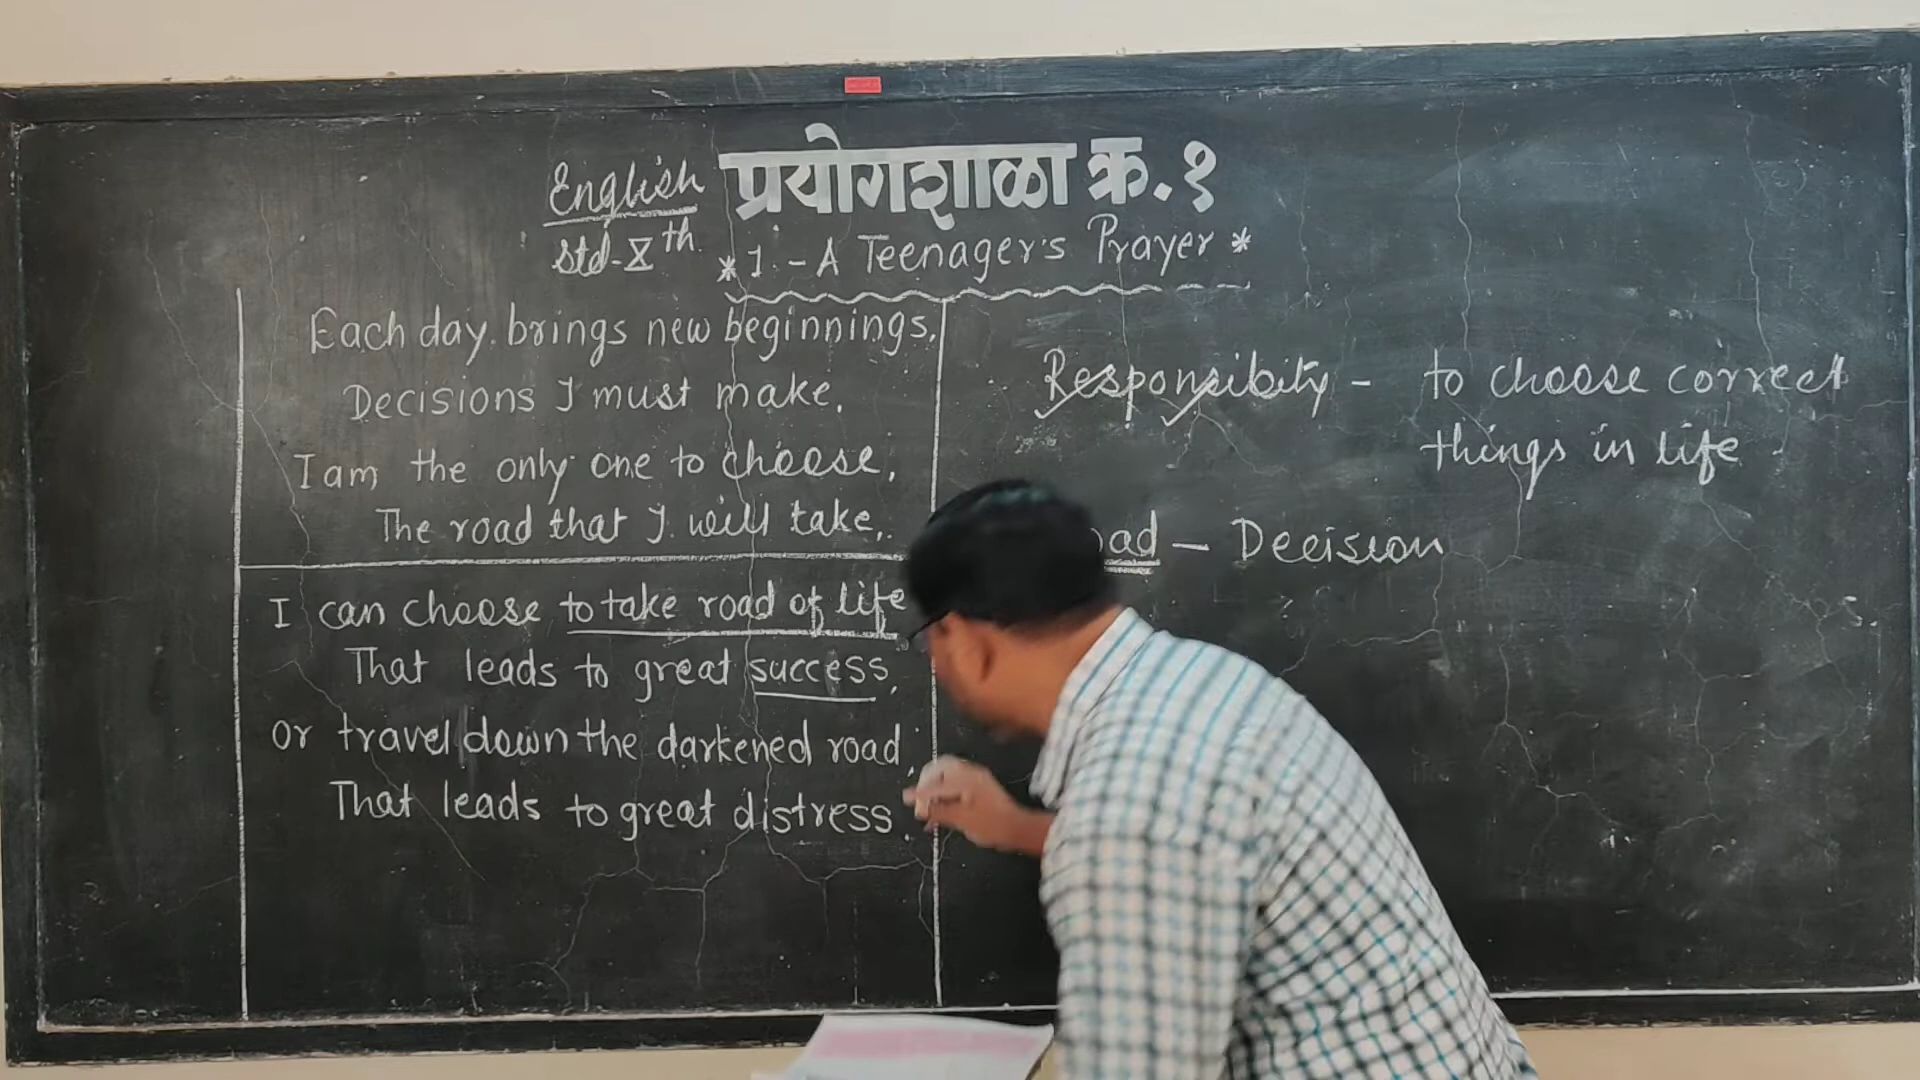 English प्रयोगशाळा क्र. १
Std-Xth
*1.-A Teenager's Prayer*
Each day brings new beginnings,
Decisions I must make,
I am the only one to choose,
The road that I will take,
I can choose to take road of life
That leads to great success,
or travel down the darkened road,
That leads to great distress.
Responsibity - to choose correct
things in life
Decision